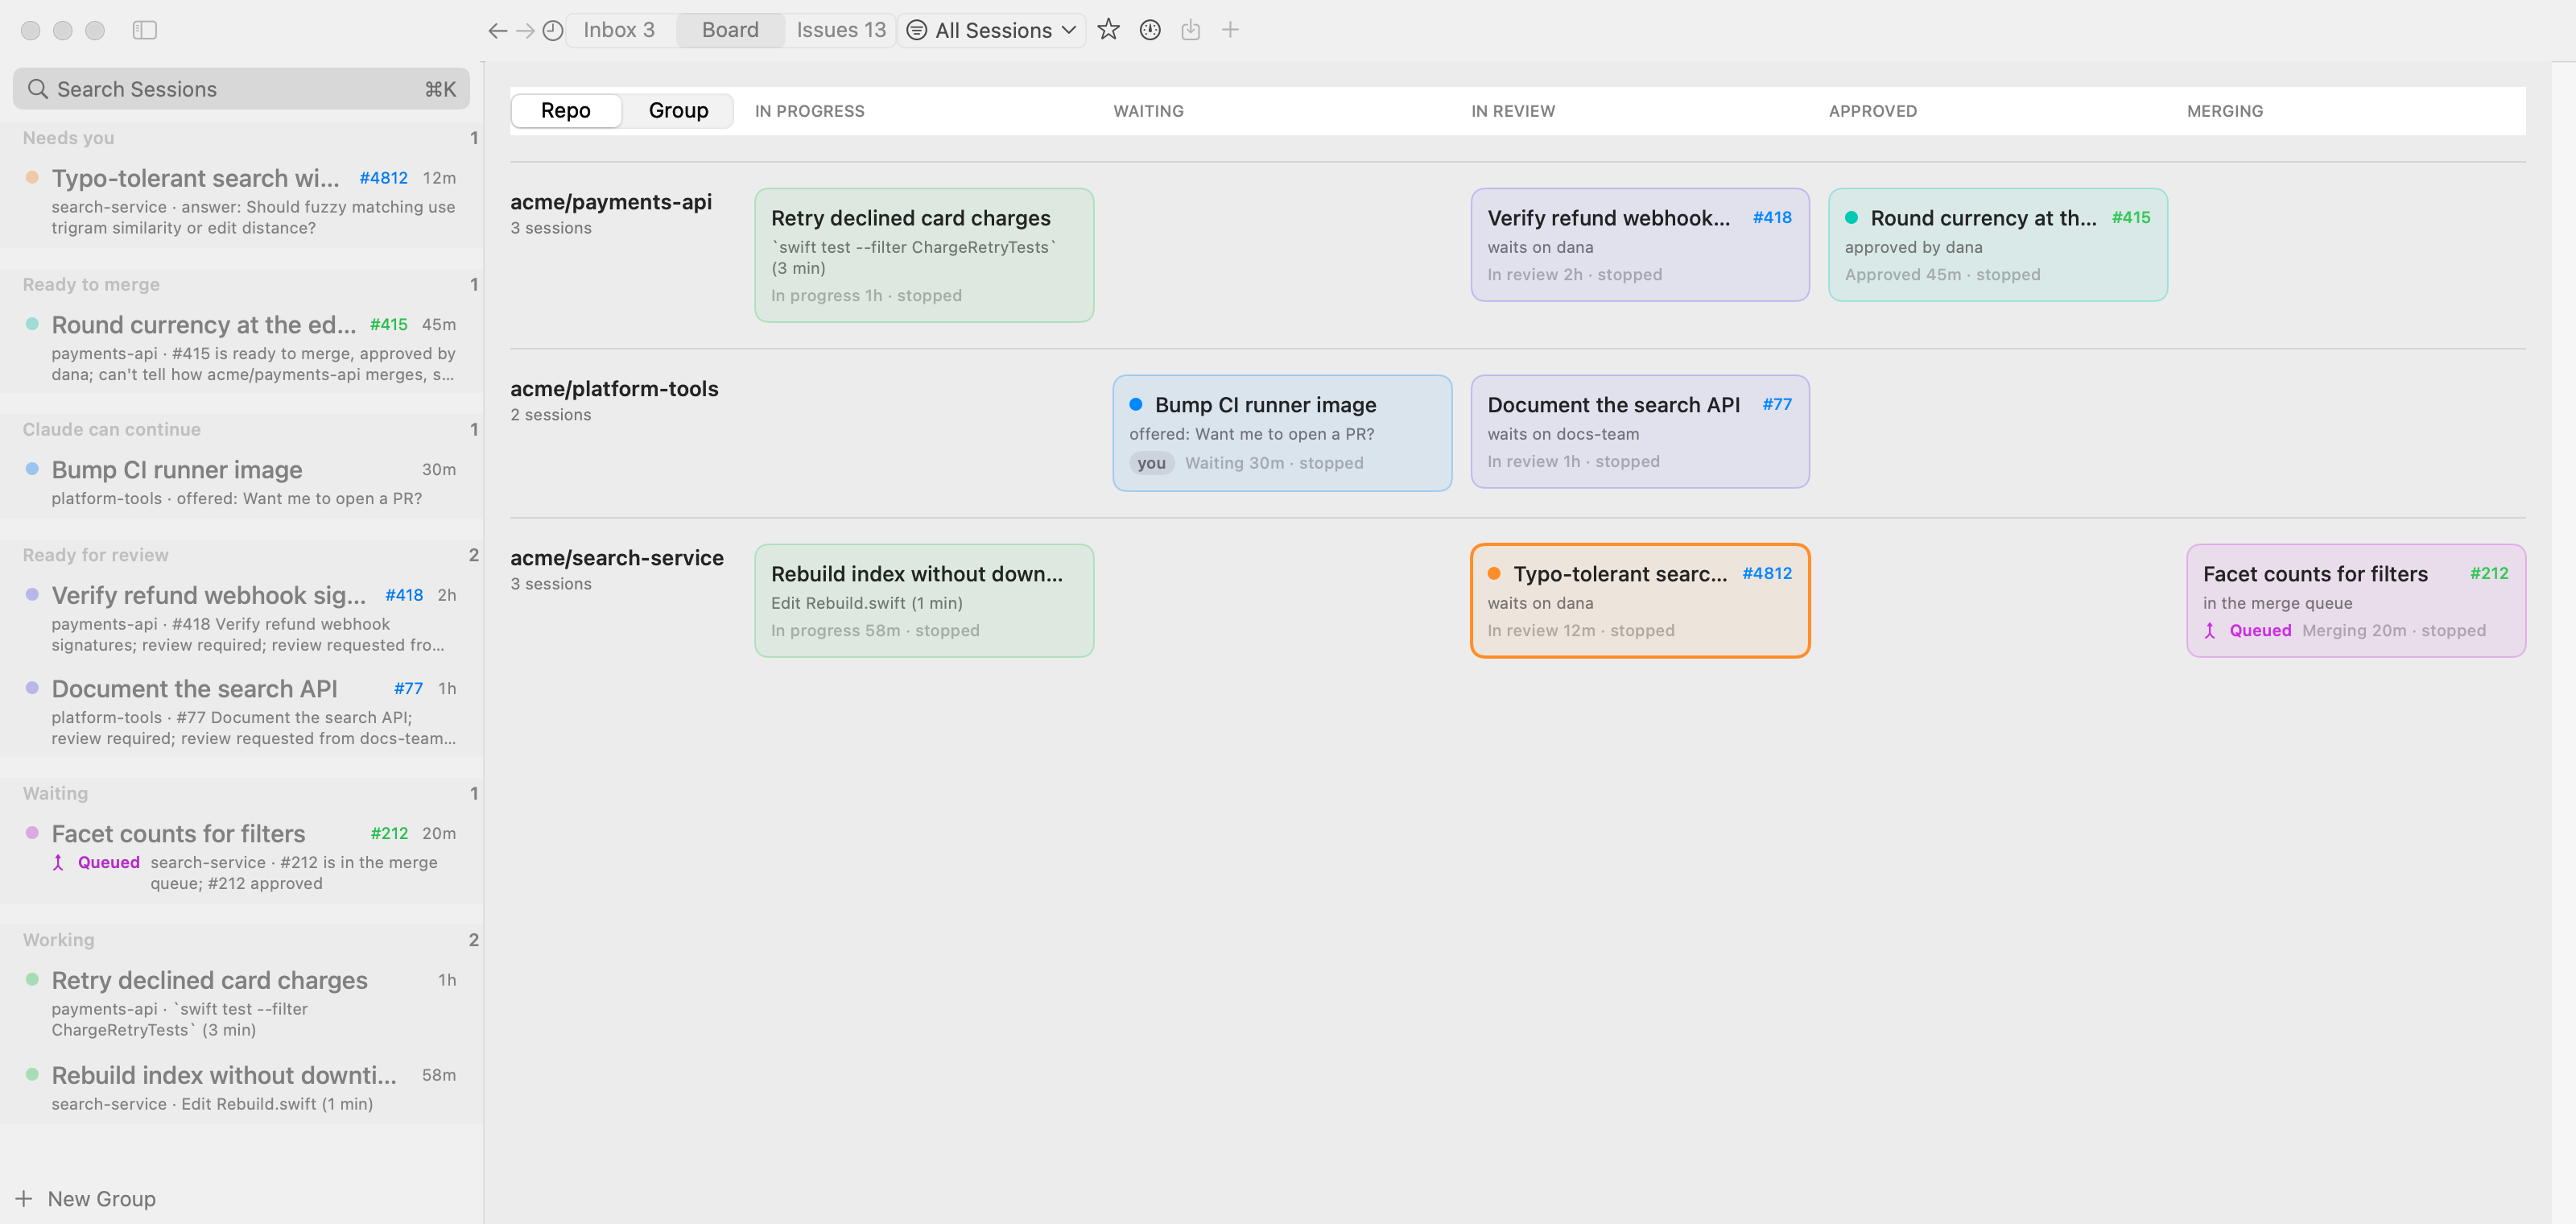 Inbox 3
Board
Issues 13
All Sessions
Search Sessions
⌘K
Needs you
1
Typo-tolerant search wi...
#4812
12m
search-service · answer: Should fuzzy matching use
trigram similarity or edit distance?
Ready to merge
1
Round currency at the ed...
#415
45m
payments-api · #415 is ready to merge, approved by
dana; can't tell how acme/payments-api merges, s...
Claude can continue
1
Bump CI runner image
30m
platform-tools · offered: Want me to open a PR?
Ready for review
2
Verify refund webhook sig...
#418
2h
payments-api · #418 Verify refund webhook
signatures; review required; review requested fro...
Document the search API
#77
1h
platform-tools · #77 Document the search API;
review required; review requested from docs-team...
Waiting
1
Facet counts for filters
#212
20m
Queued
search-service · #212 is in the merge
queue; #212 approved
Working
2
Retry declined card charges
1h
payments-api · `swift test --filter
ChargeRetryTests` (3 min)
Rebuild index without downti...
58m
search-service · Edit Rebuild.swift (1 min)
New Group
Repo
Group
IN PROGRESS
WAITING
IN REVIEW
APPROVED
MERGING
acme/payments-api
3 sessions
Retry declined card charges
`swift test --filter ChargeRetryTests`
(3 min)
In progress 1h · stopped
Verify refund webhook...
#418
waits on dana
In review 2h · stopped
Round currency at th...
#415
approved by dana
Approved 45m · stopped
acme/platform-tools
2 sessions
Bump CI runner image
offered: Want me to open a PR?
you
Waiting 30m · stopped
Document the search API
#77
waits on docs-team
In review 1h · stopped
acme/search-service
3 sessions
Rebuild index without down...
Edit Rebuild.swift (1 min)
In progress 58m · stopped
Typo-tolerant searc...
#4812
waits on dana
In review 12m · stopped
Facet counts for filters
#212
in the merge queue
Queued
Merging 20m · stopped